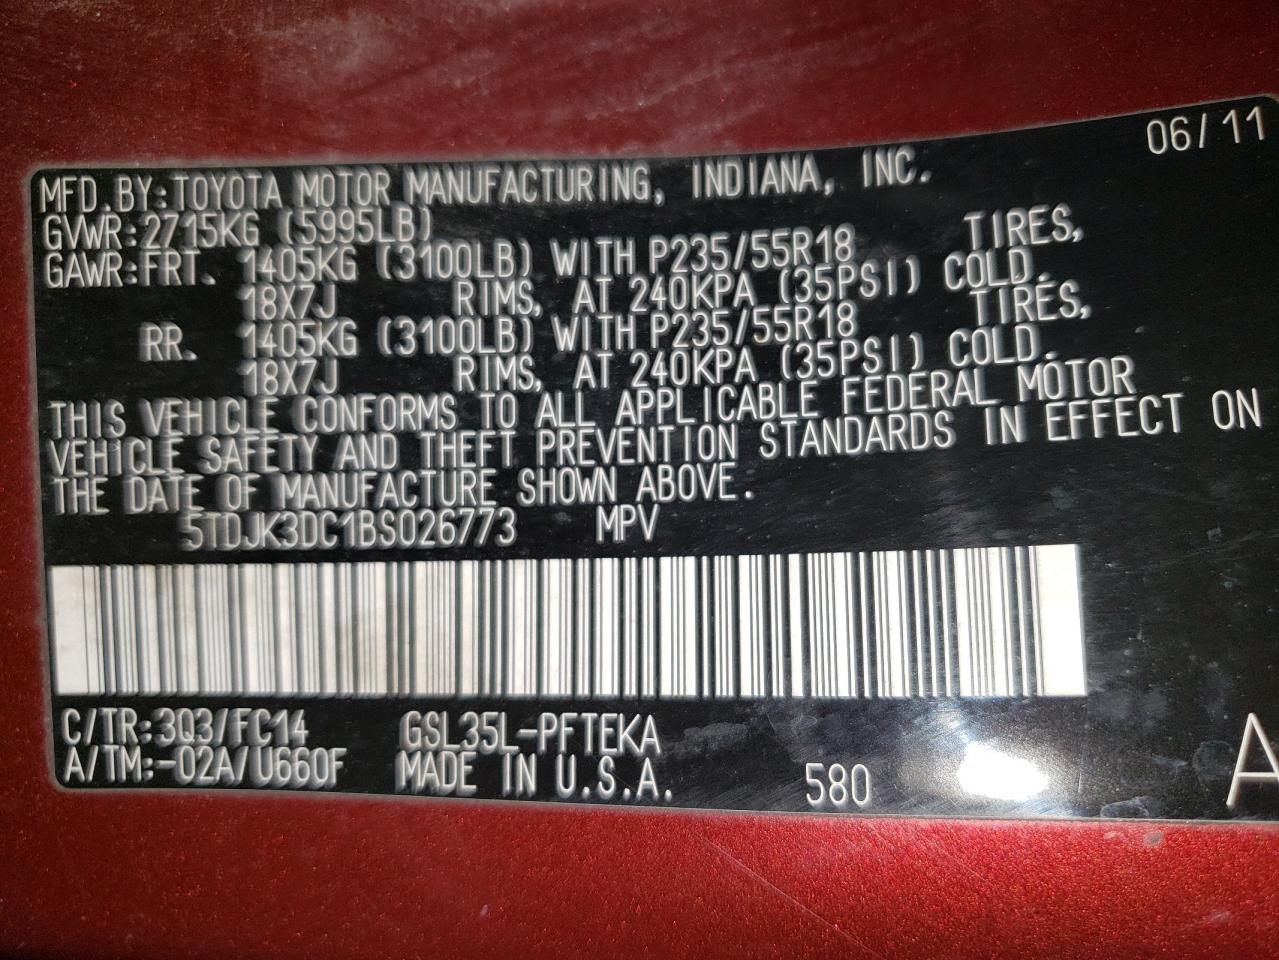 06/11
MFD.BY:TOYOTA MOTOR MANUFACTURING, INDIANA, INC.
GVWR:2715KG (5995LB)
GAWR:FRT. 1405KG (3100LB) WITH P235/55R18 TIRES,
18X7J RIMS, AT 240KPA (35PSI) COLD.
RR. 1405KG (3100LB) WITH P235/55R18 TIRES,
18X7J RIMS, AT 240KPA (35PSI) COLD.
THIS VEHICLE CONFORMS TO ALL APPLICABLE FEDERAL MOTOR
VEHICLE SAFETY AND THEFT PREVENTION STANDARDS IN EFFECT ON
THE DATE OF MANUFACTURE SHOWN ABOVE.
5TDJK3DC1BS026773 MPV
C/TR:3Q3/FC14 GSL35L-PFTEKA
A/TM:-02A/U660F MADE IN U.S.A. 580
A